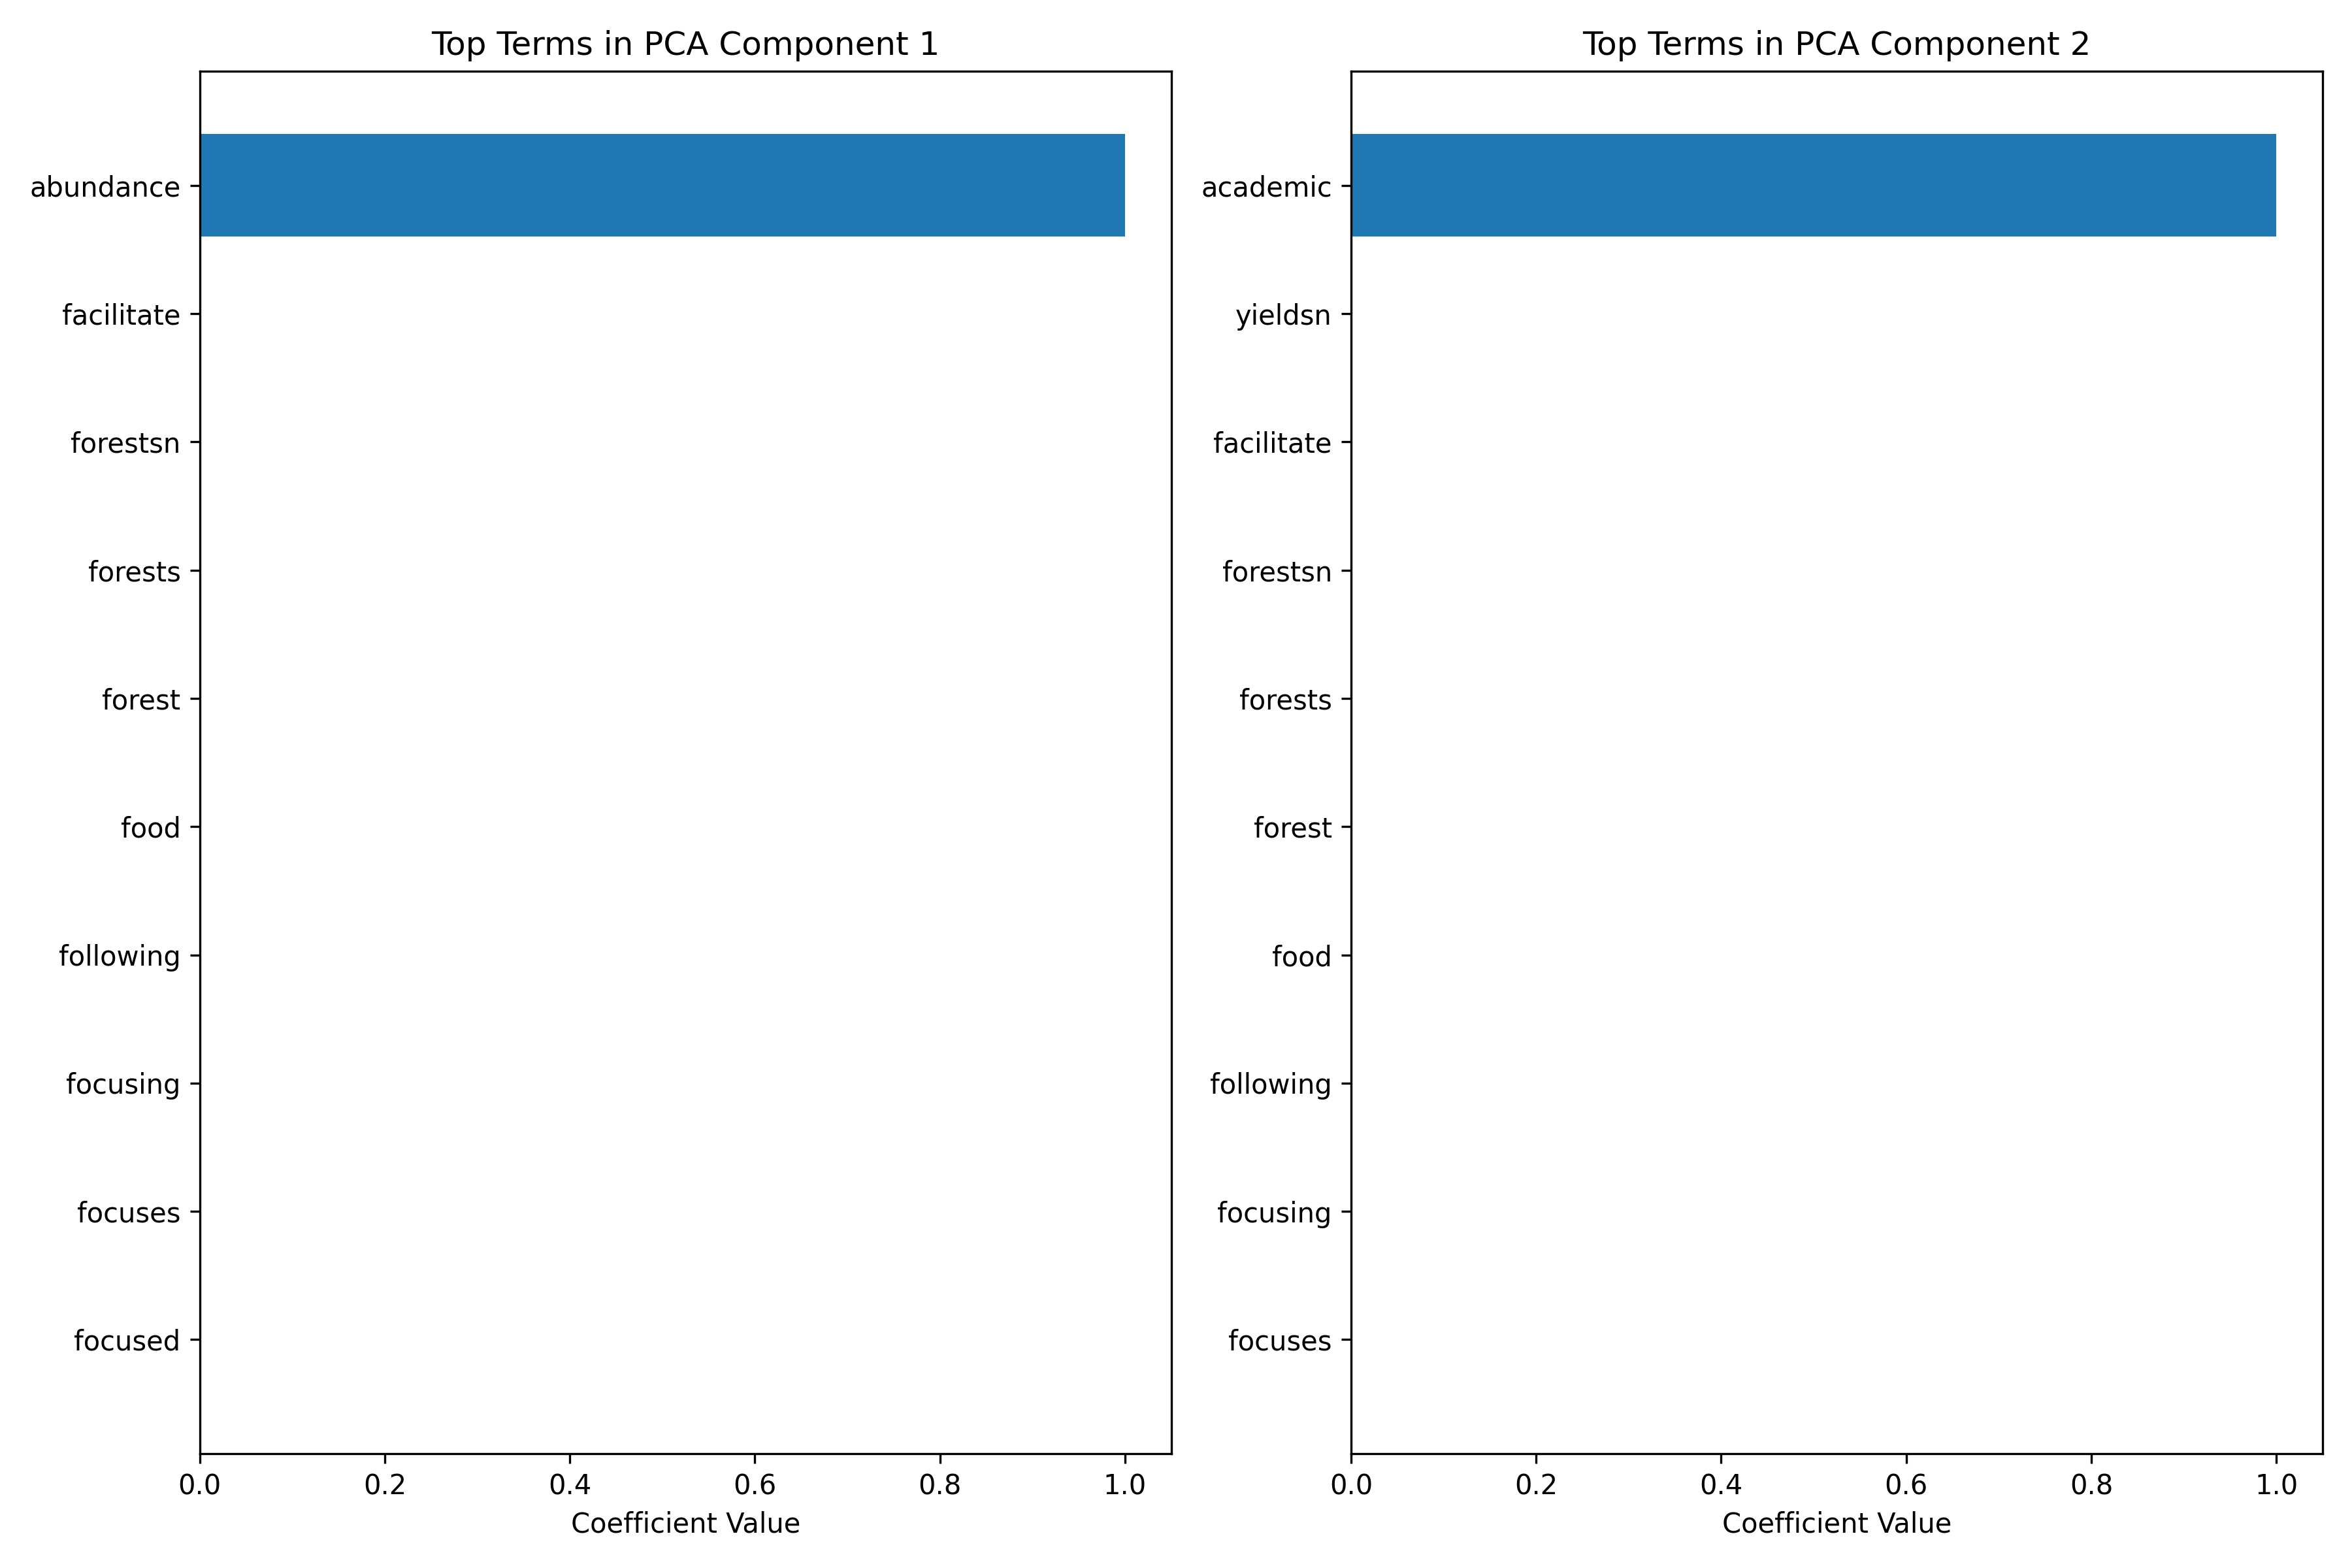 Top Terms in PCA Component 1
abundance
facilitate
forestsn
forests
forest
food
following
focusing
focuses
focused
0.0 0.2 0.4 0.6 0.8 1.0
Coefficient Value
Top Terms in PCA Component 2
academic
yieldsn
facilitate
forestsn
forests
forest
food
following
focusing
focuses
0.0 0.2 0.4 0.6 0.8 1.0
Coefficient Value